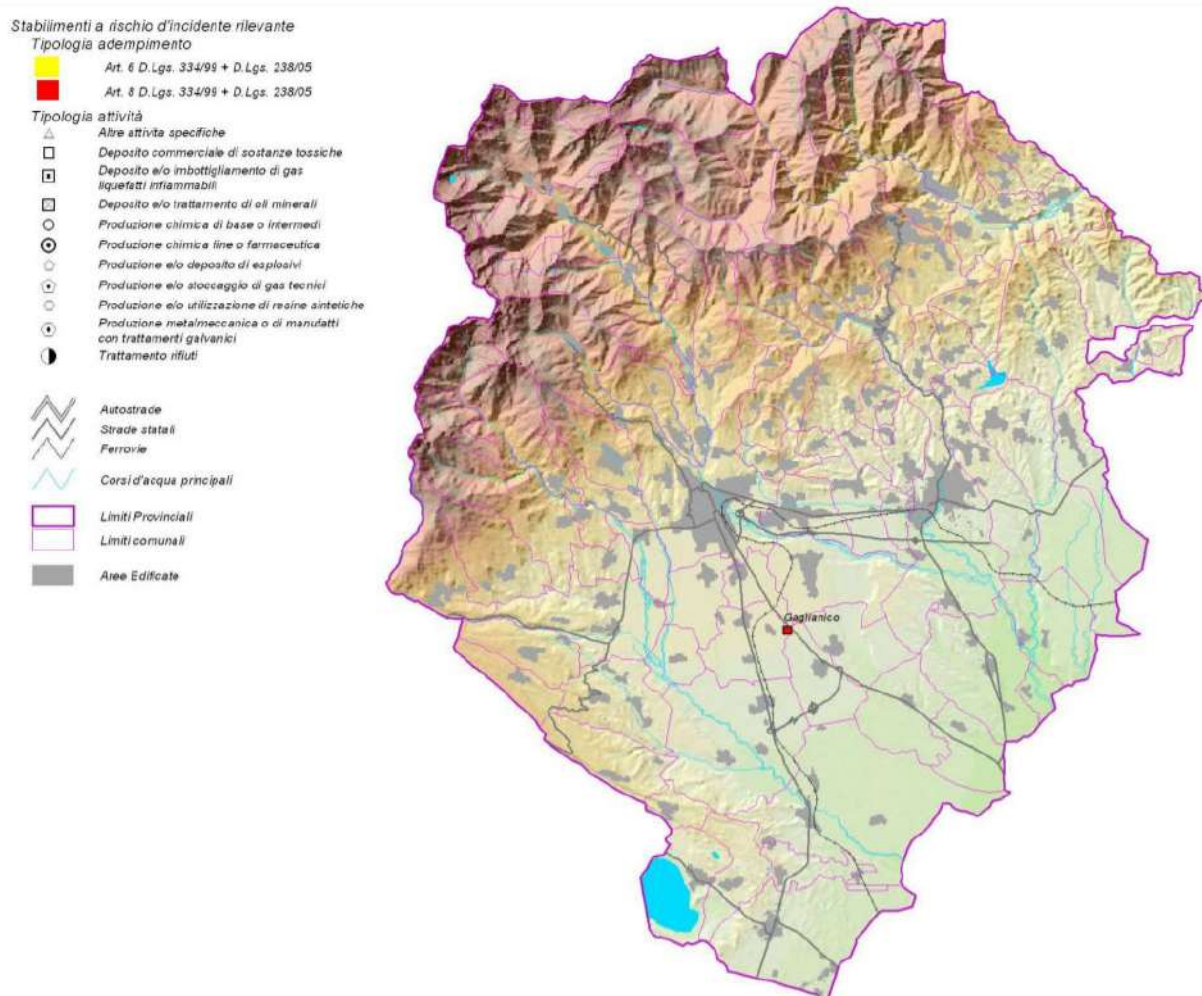 Stabilimenti a rischio d'incidente rilevante
Tipologia adempimento
Art. 6 D.Lgs. 334/99 + D.Lgs. 238/05
Art. 8 D.Lgs. 334/99 + D.Lgs. 238/05
Tipologia attività
Altre attivita specifiche
Deposito commerciale di sostanze tossiche
Deposito e/o imbottigliamento di gas
liquefatti infiammabili
Deposito e/o trattamento di oli minerali
Produzione chimica di base o intermedi
Produzione chimica fine o farmaceutica
Produzione e/o deposito di esplosivi
Produzione e/o stoccaggio di gas tecnici
Produzione e/o utilizzazione di resine sintetiche
Produzione metalmeccanica o di manufatti
con trattamenti galvanici
Trattamento rifiuti
Autostrade
Strade statali
Ferrovie
Corsi d'acqua principali
Limiti Provinciali
Limiti comunali
Aree Edificate
Gaglianico